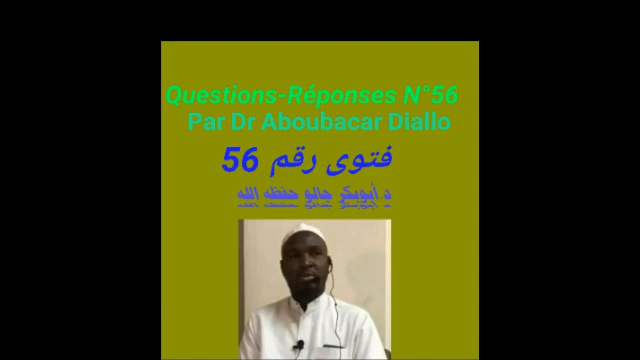 Questions-Réponses N°56
Par Dr Aboubacar Diallo
فتوى رقم 56
د.أبوبكر جالو حفظه الله